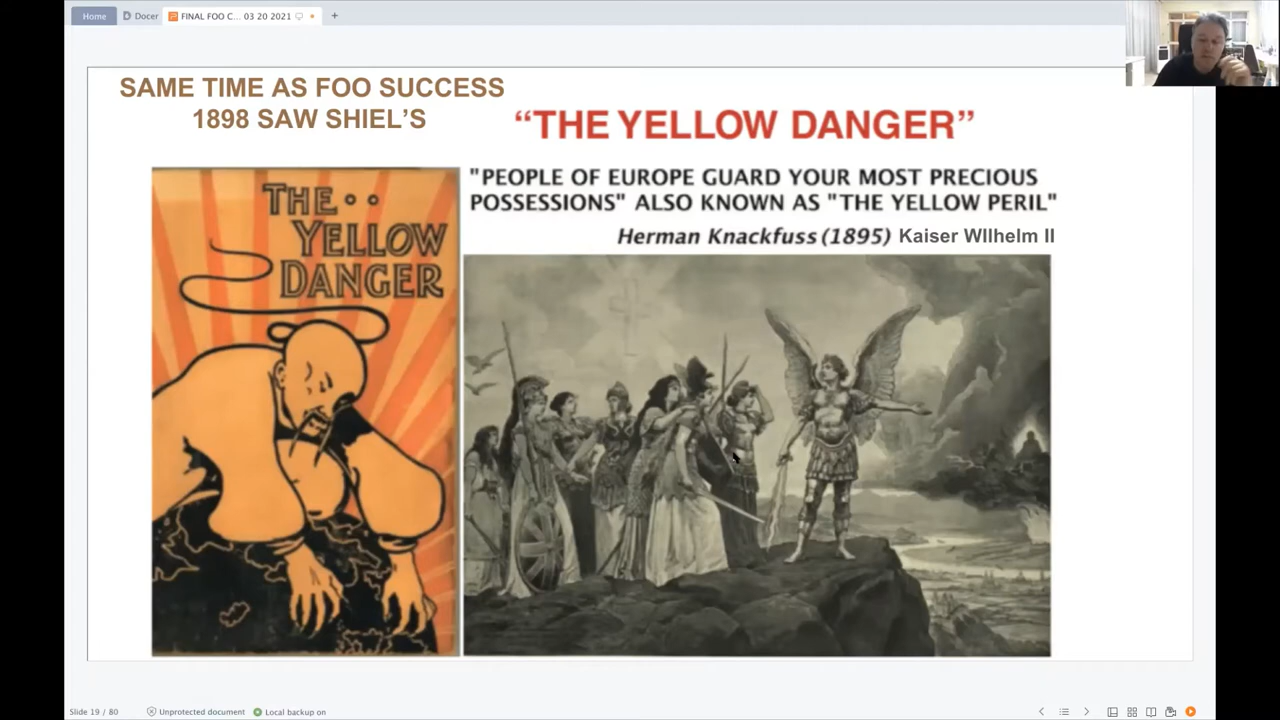 Home
Docer
FINAL FOO C... 03 20 2021
SAME TIME AS FOO SUCCESS
1898 SAW SHIEL'S
“THE YELLOW DANGER”
THE
YELLOW
DANGER
"PEOPLE OF EUROPE GUARD YOUR MOST PRECIOUS
POSSESSIONS" ALSO KNOWN AS "THE YELLOW PERIL"
Herman Knackfuss (1895) Kaiser WIlhelm II
Slide 19 / 80
Unprotected document
Local backup on